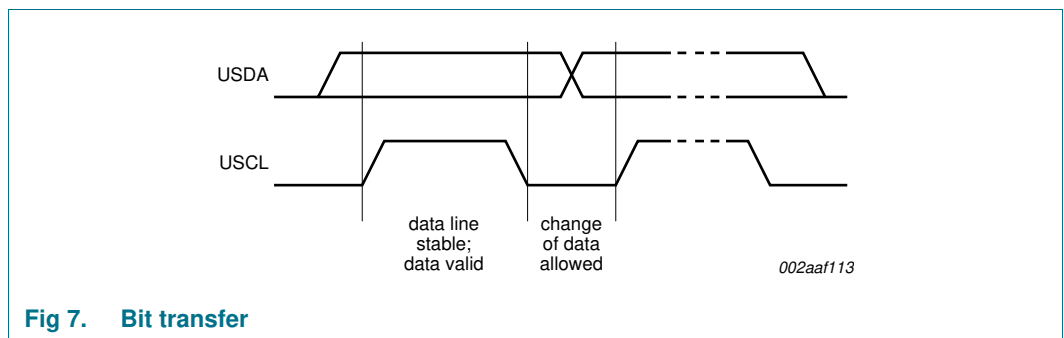 USDA
USCL
data line
stable;
data valid
change
of data
allowed
002aaf113
Fig 7. Bit transfer